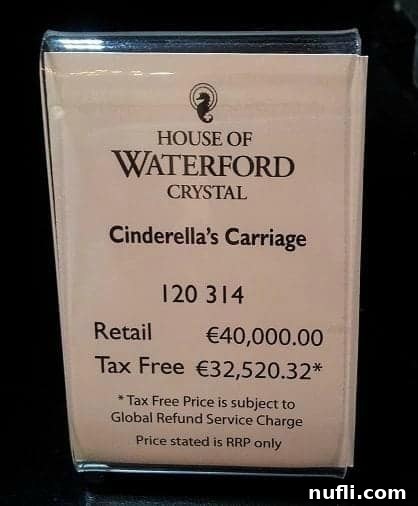 HOUSE OF
WATERFORD
CRYSTAL
Cinderella's Carriage
120 314
Retail €40,000.00
Tax Free €32,520.32*
* Tax Free Price is subject to
Global Refund Service Charge
Price stated is RRP only
nufli.com